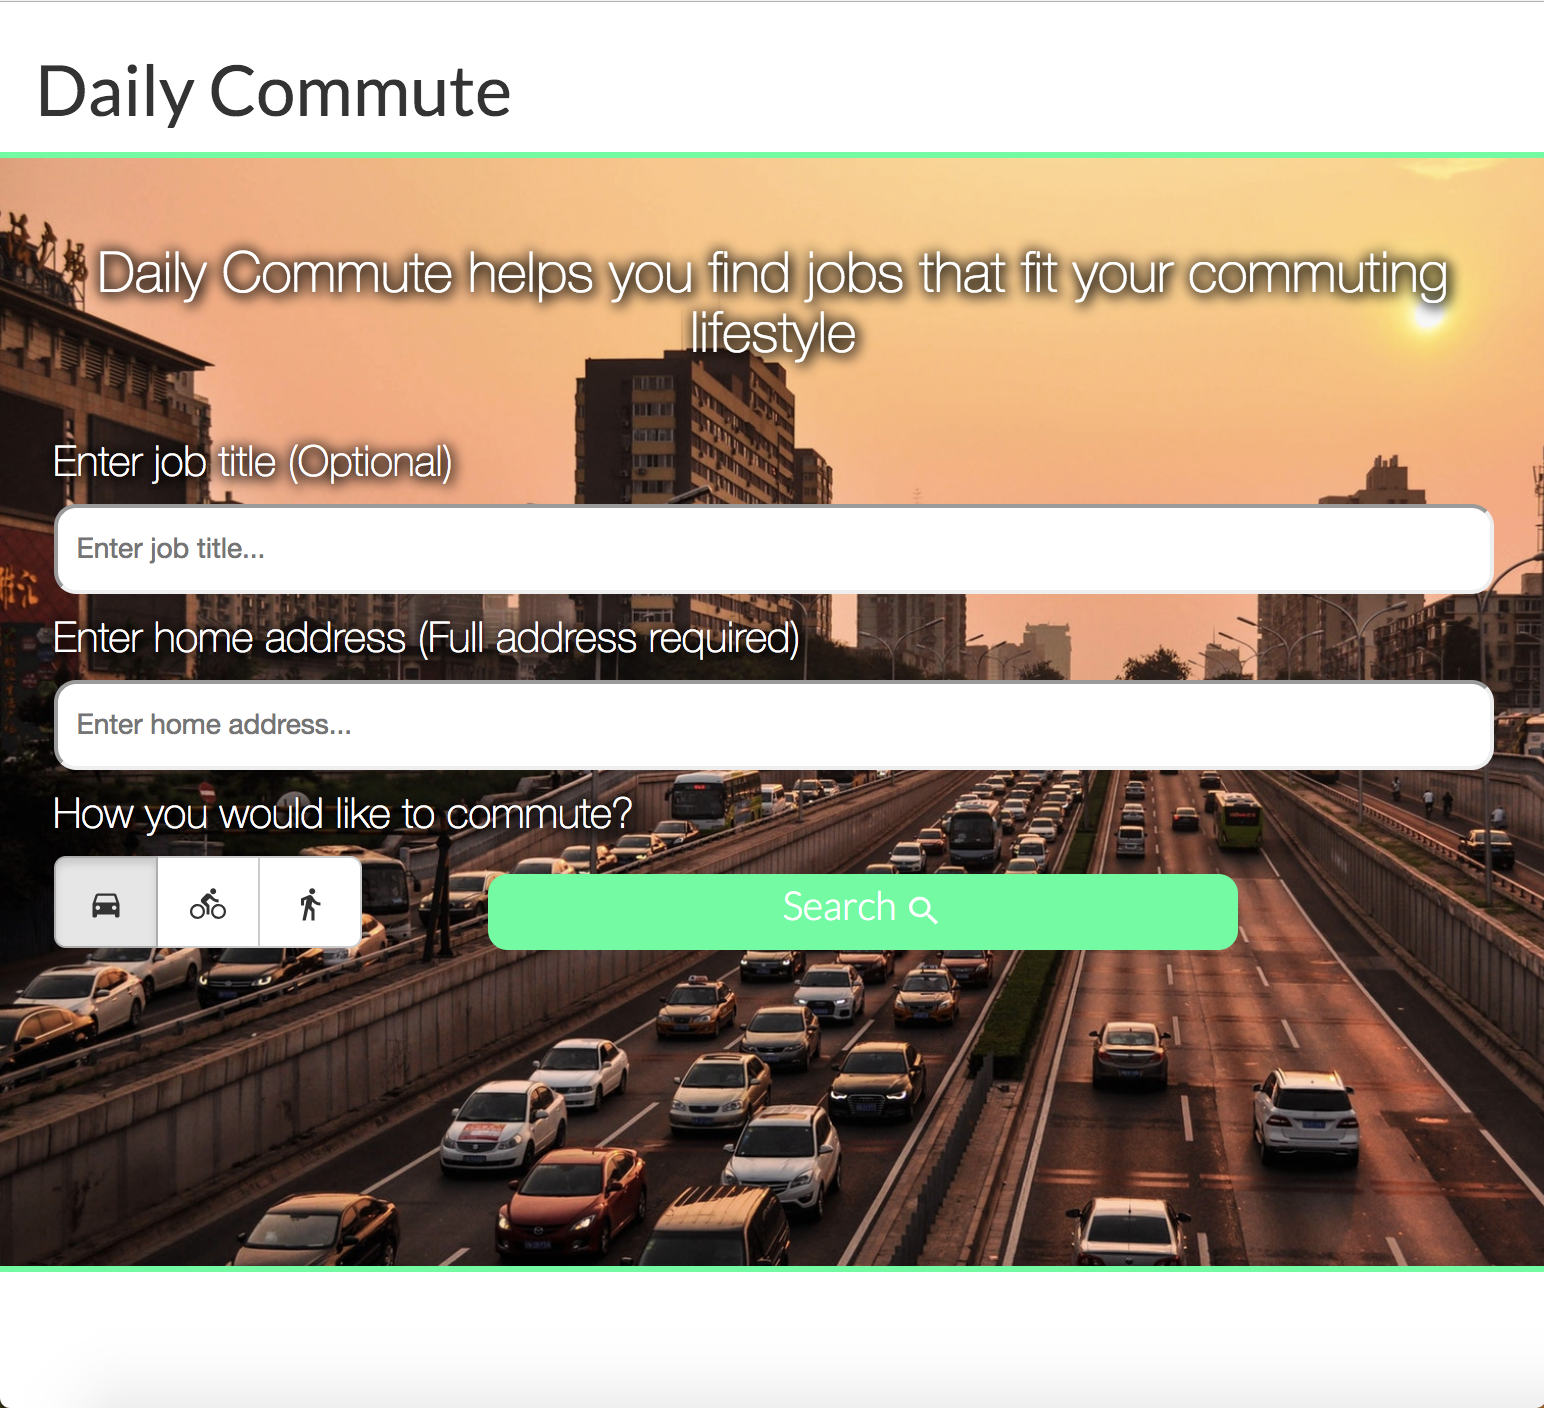 Daily Commute
Daily Commute helps you find jobs that fit your commuting
lifestyle
Enter job title (Optional)
Enter job title...
Enter home address (Full address required)
Enter home address...
How you would like to commute?
Search